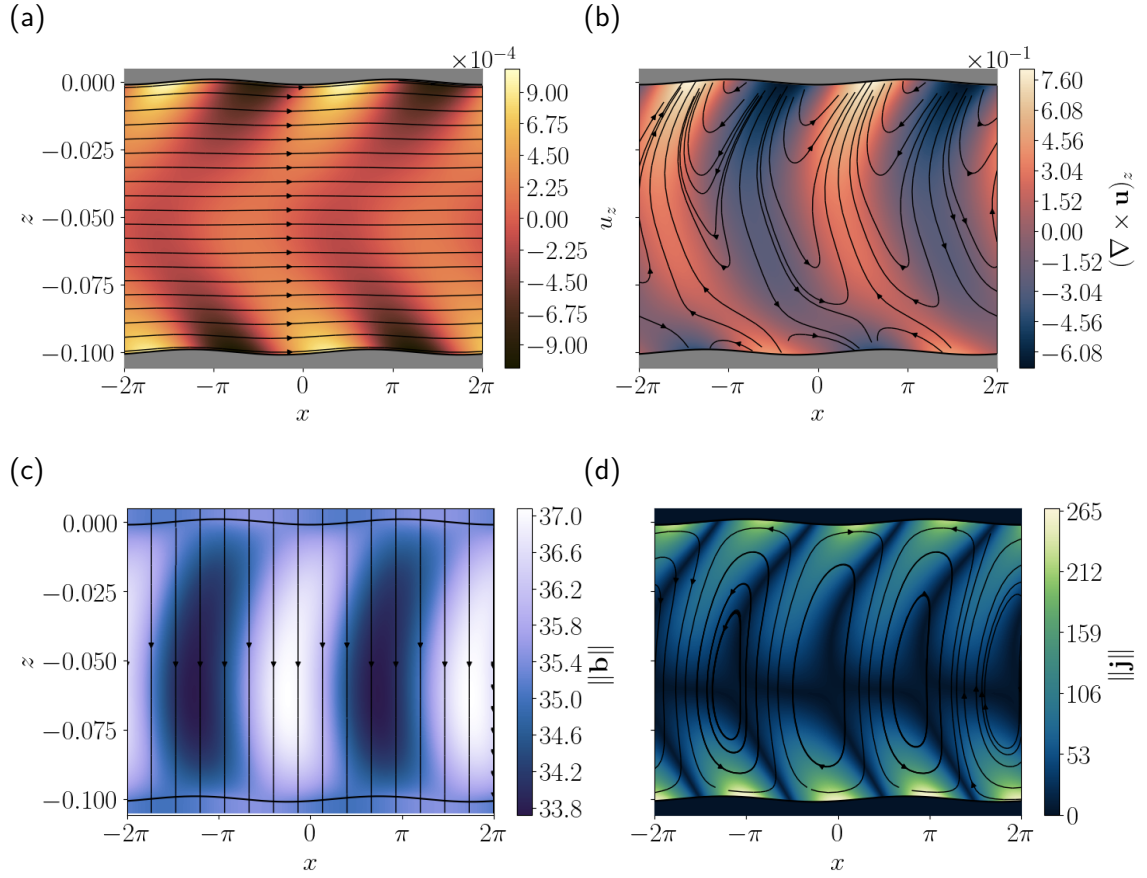 (a)
(b)
×10⁻⁴
×10⁻¹
0.000
−0.025
−0.050
−0.075
−0.100
z
−2π
−π
0
π
2π
x
9.00
6.75
4.50
2.25
0.00
−2.25
−4.50
−6.75
−9.00
u_z
−2π
−π
0
π
2π
x
7.60
6.08
4.56
3.04
1.52
0.00
−1.52
−3.04
−4.56
−6.08
(∇ × u)_z
(c)
(d)
0.000
−0.025
−0.050
−0.075
−0.100
z
−2π
−π
0
π
2π
x
37.0
36.6
36.2
35.8
35.4
35.0
34.6
34.2
33.8
‖b‖
−2π
−π
0
π
2π
x
265
212
159
106
53
0
‖j‖